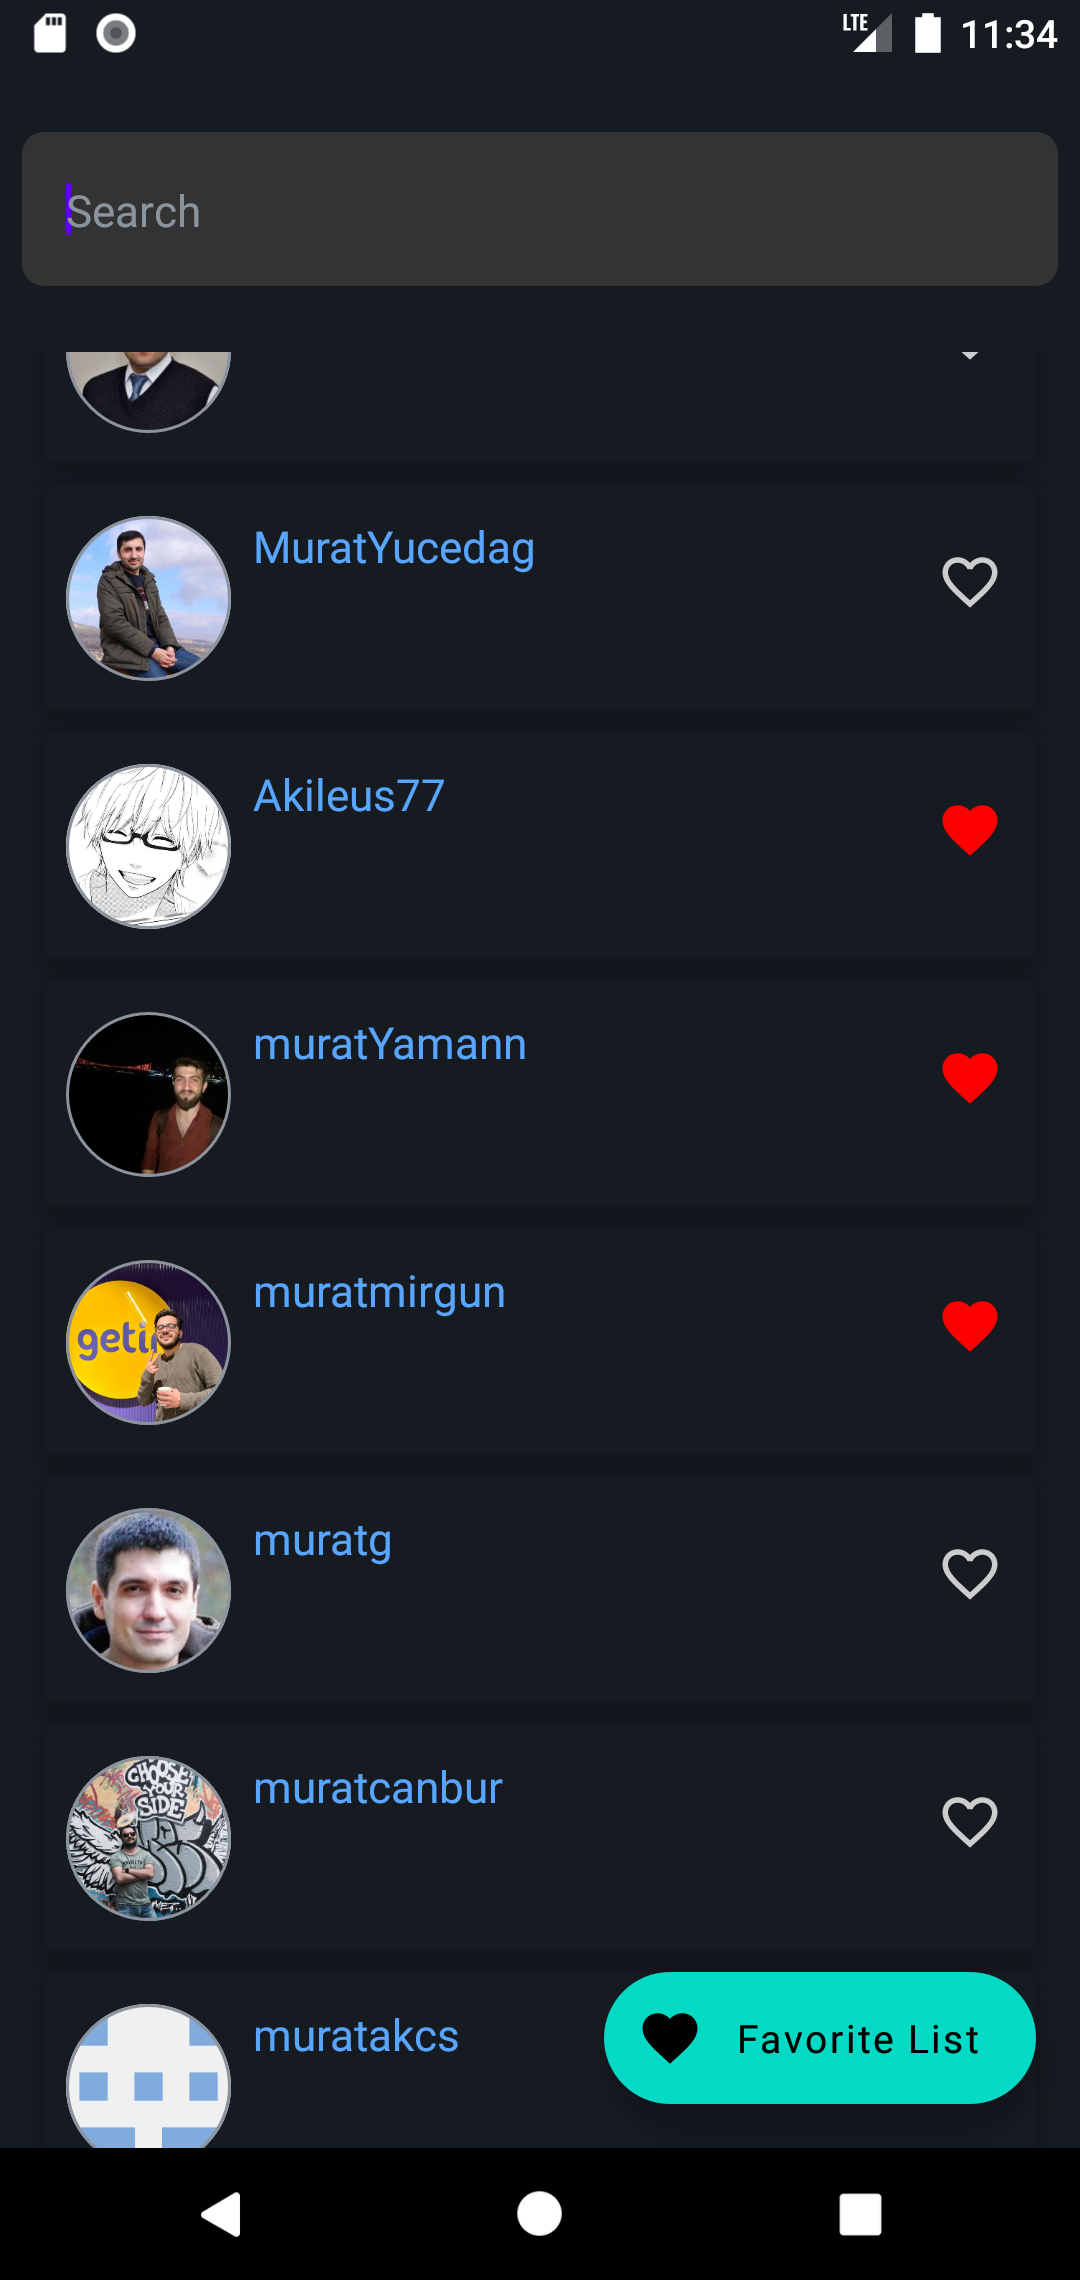 LTE 11:34
Search
MuratYucedag
Akileus77
muratYamann
getir
muratmirgun
muratg
CHOOSE
YOUR
SIDE
muratcanbur
muratakcs
Favorite List